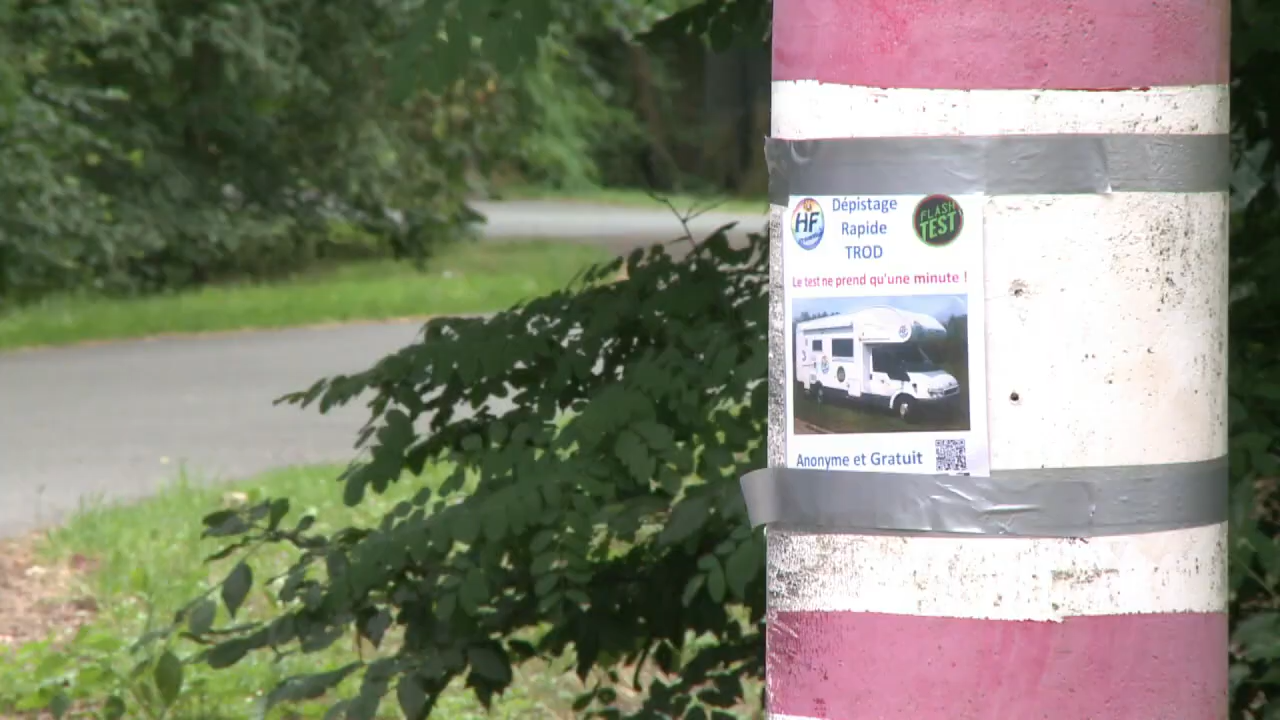 HF
Dépistage
Rapide
TROD
FLASH
TEST
Le test ne prend qu'une minute !
Anonyme et Gratuit